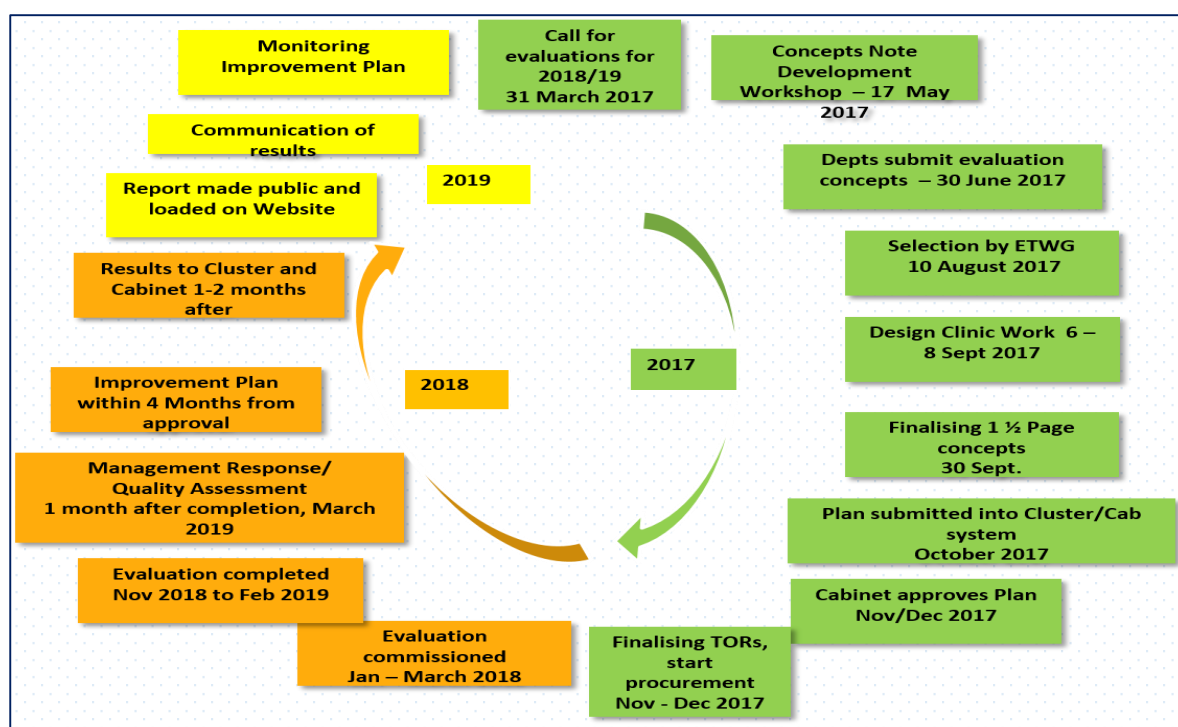 Call for
evaluations for
2018/19
31 March 2017
Concepts Note
Development
Workshop – 17 May
2017
Depts submit evaluation
concepts – 30 June 2017
Selection by ETWG
10 August 2017
Design Clinic Work 6 –
8 Sept 2017
Finalising 1 ½ Page
concepts
30 Sept.
Plan submitted into Cluster/Cab
system
October 2017
Cabinet approves Plan
Nov/Dec 2017
Finalising TORs,
start
procurement
Nov - Dec 2017
Evaluation
commissioned
Jan – March 2018
Evaluation completed
Nov 2018 to Feb 2019
Management Response/
Quality Assessment
1 month after completion, March
2019
Improvement Plan
within 4 Months from
approval
Results to Cluster and
Cabinet 1-2 months
after
Report made public and
loaded on Website
Communication of
results
Monitoring
Improvement Plan
2019
2017
2018